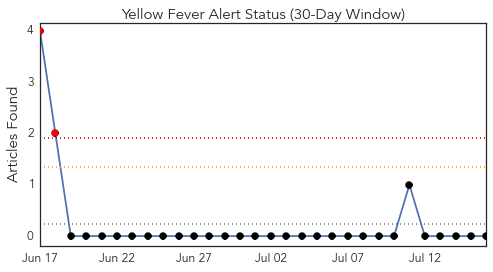 Yellow Fever Alert Status (30-Day Window)
Articles Found
4
3
2
1
0
Jun 17
Jun 22
Jun 27
Jul 02
Jul 07
Jul 12